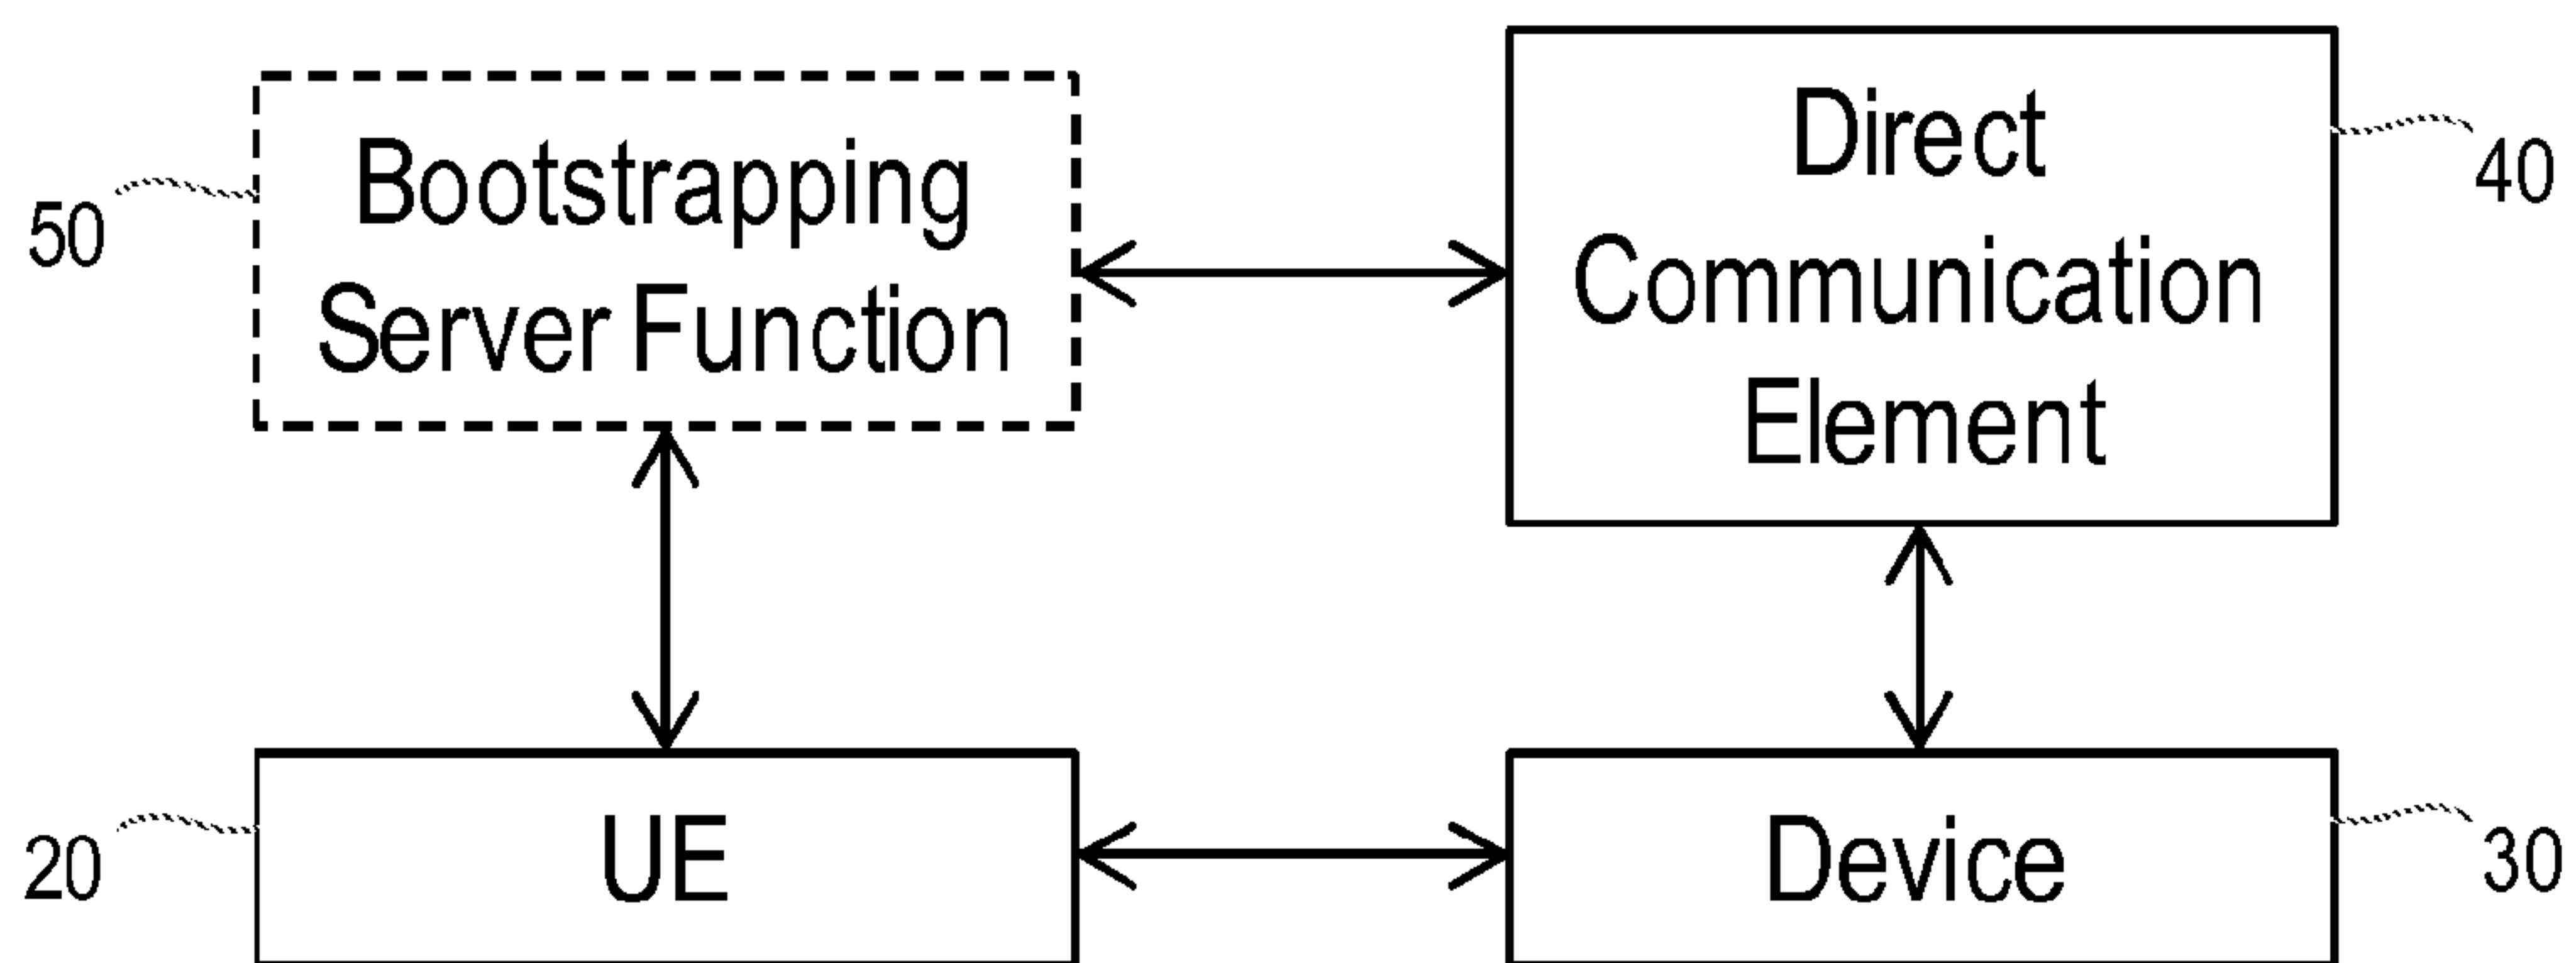 Bootstrapping
Server Function
50
Direct
Communication
Element
40
UE
20
Device
30